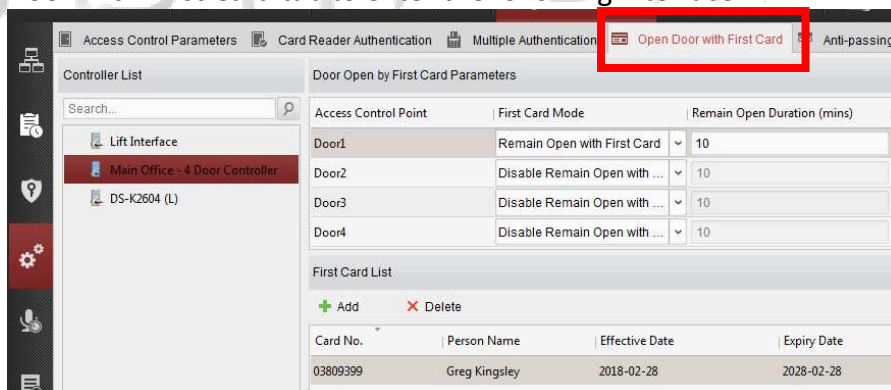 Access Control Parameters Card Reader Authentication Multiple Authentication Open Door with First Card Anti-passing
Controller List Door Open by First Card Parameters
Search... Access Control Point First Card Mode Remain Open Duration (mins)
Lift Interface Door1 Remain Open with First Card 10
Main Office - 4 Door Controller Door2 Disable Remain Open with ... 10
DS-K2604 (L) Door3 Disable Remain Open with ... 10
Door4 Disable Remain Open with ... 10
First Card List
Add Delete
Card No. Person Name Effective Date Expiry Date
03809399 Greg Kingsley 2018-02-28 2028-02-28